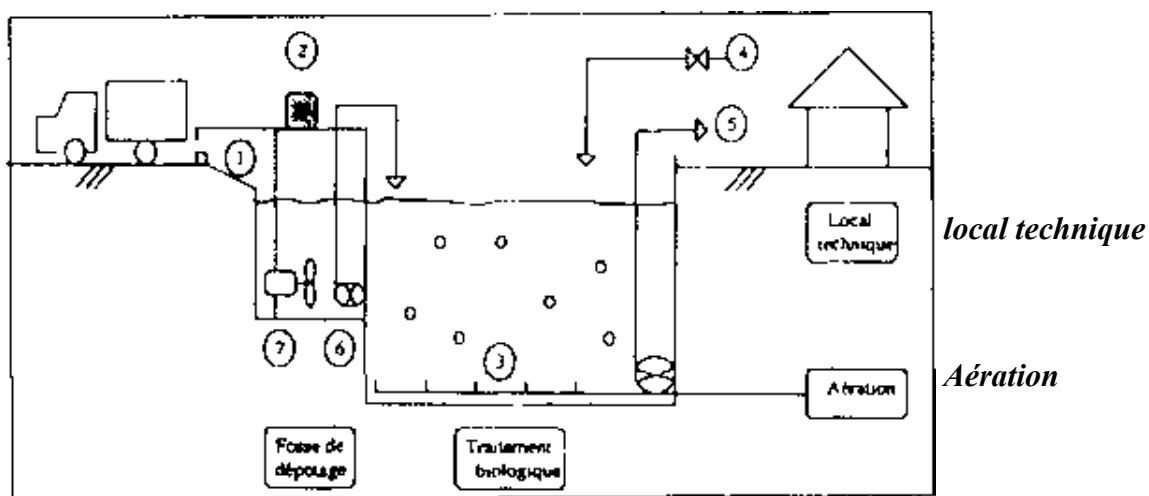 2
4
5
1
Local
technique
local technique
7
6
3
Aération
Aération
Fosse de
dépotage
Traitement
biologique